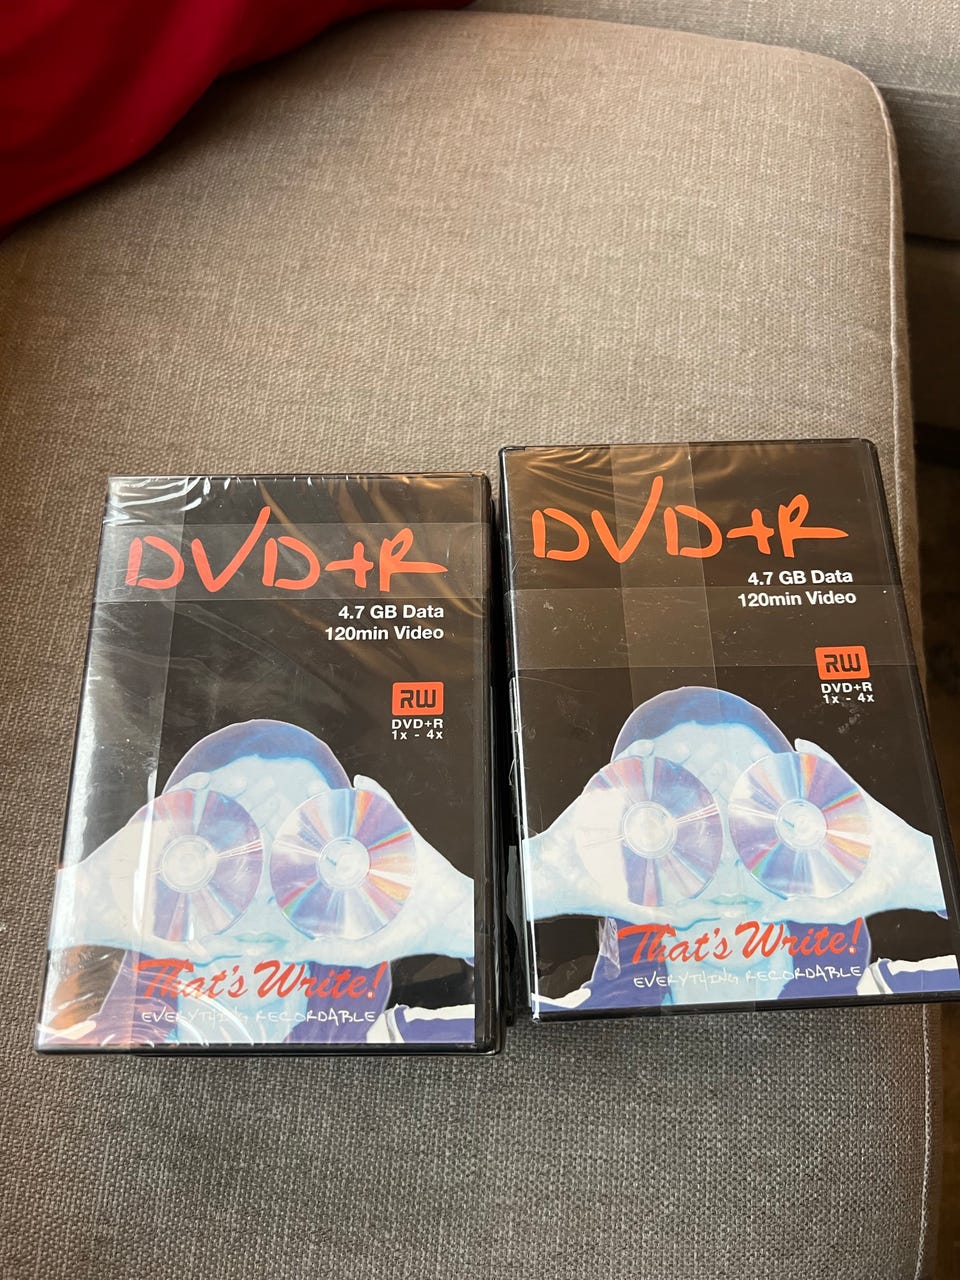 DVD+R
4.7 GB Data
120min Video
RW
DVD+R
1x - 4x
That's Write!
EVERYTHING RECORDABLE
DVD+R
4.7 GB Data
120min Video
RW
DVD+R
1x - 4x
That's Write!
EVERYTHING RECORDABLE